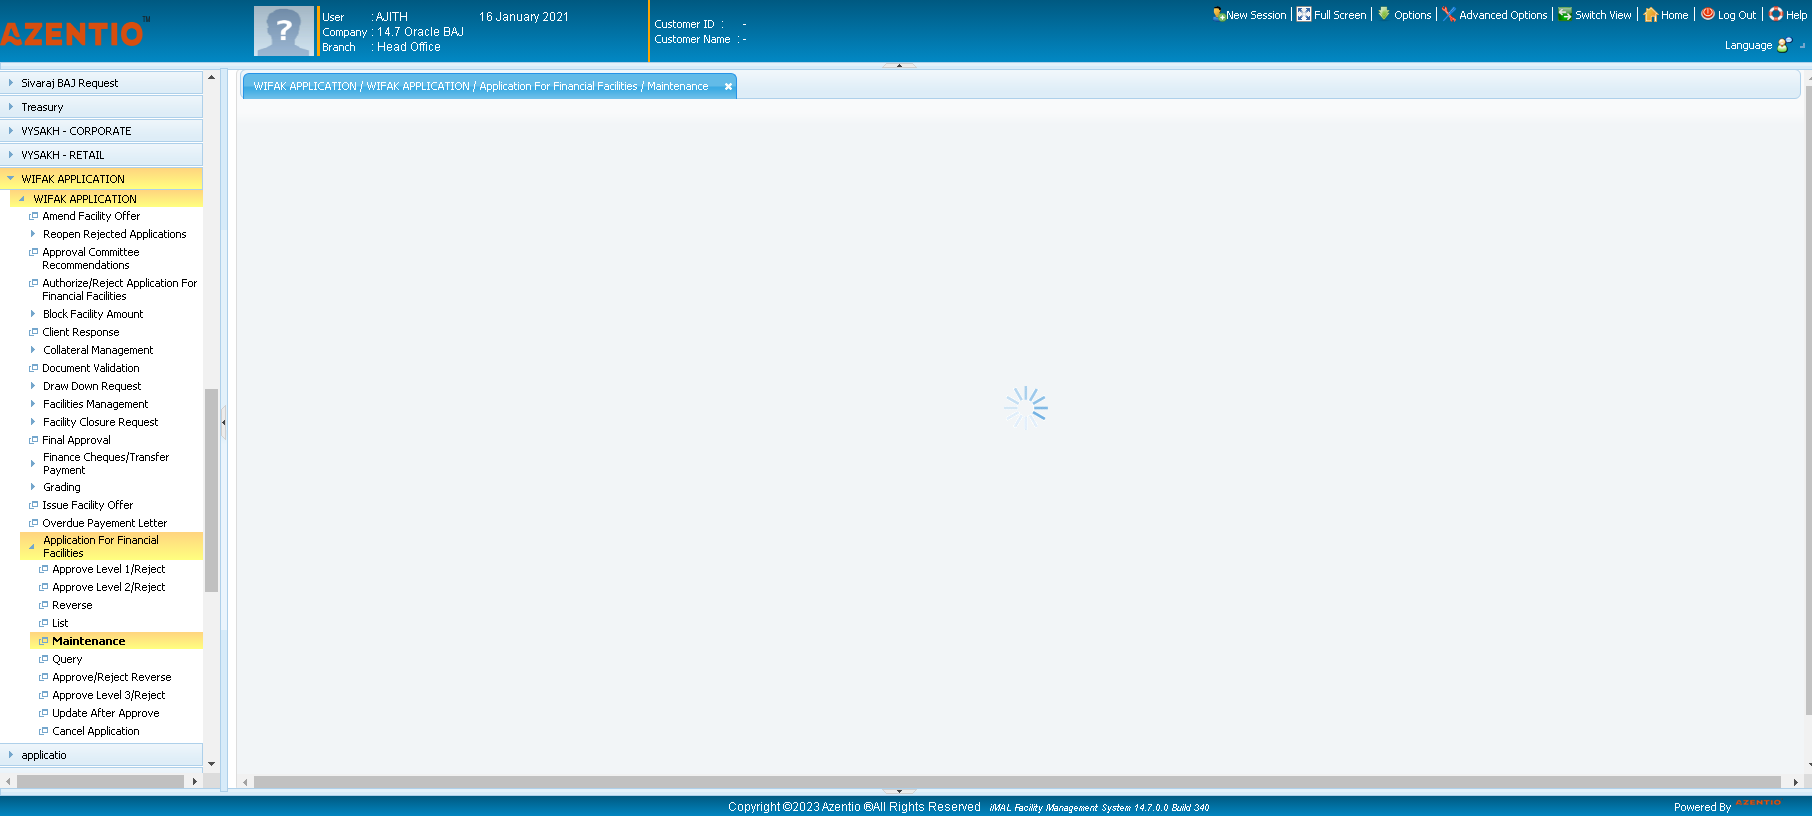 AZENTIO™
User : AJITH 16 January 2021
Company : 14.7 Oracle BAJ
Branch : Head Office
Customer ID : -
Customer Name : -
New Session Full Screen Options Advanced Options Switch View Home Log Out Help
Language
Sivaraj BAJ Request
Treasury
VYSAKH - CORPORATE
VYSAKH - RETAIL
WIFAK APPLICATION
WIFAK APPLICATION
Amend Facility Offer
Reopen Rejected Applications
Approval Committee
Recommendations
Authorize/Reject Application For
Financial Facilities
Block Facility Amount
Client Response
Collateral Management
Document Validation
Draw Down Request
Facilities Management
Facility Closure Request
Final Approval
Finance Cheques/Transfer
Payment
Grading
Issue Facility Offer
Overdue Payement Letter
Application For Financial
Facilities
Approve Level 1/Reject
Approve Level 2/Reject
Reverse
List
Maintenance
Query
Approve/Reject Reverse
Approve Level 3/Reject
Update After Approve
Cancel Application
applicatio
WIFAK APPLICATION / WIFAK APPLICATION / Application For Financial Facilities / Maintenance
Copyright ©2023 Azentio ®All Rights Reserved iMAL Facility Management System 14.7.0.0 Build 340
Powered By AZENTIO